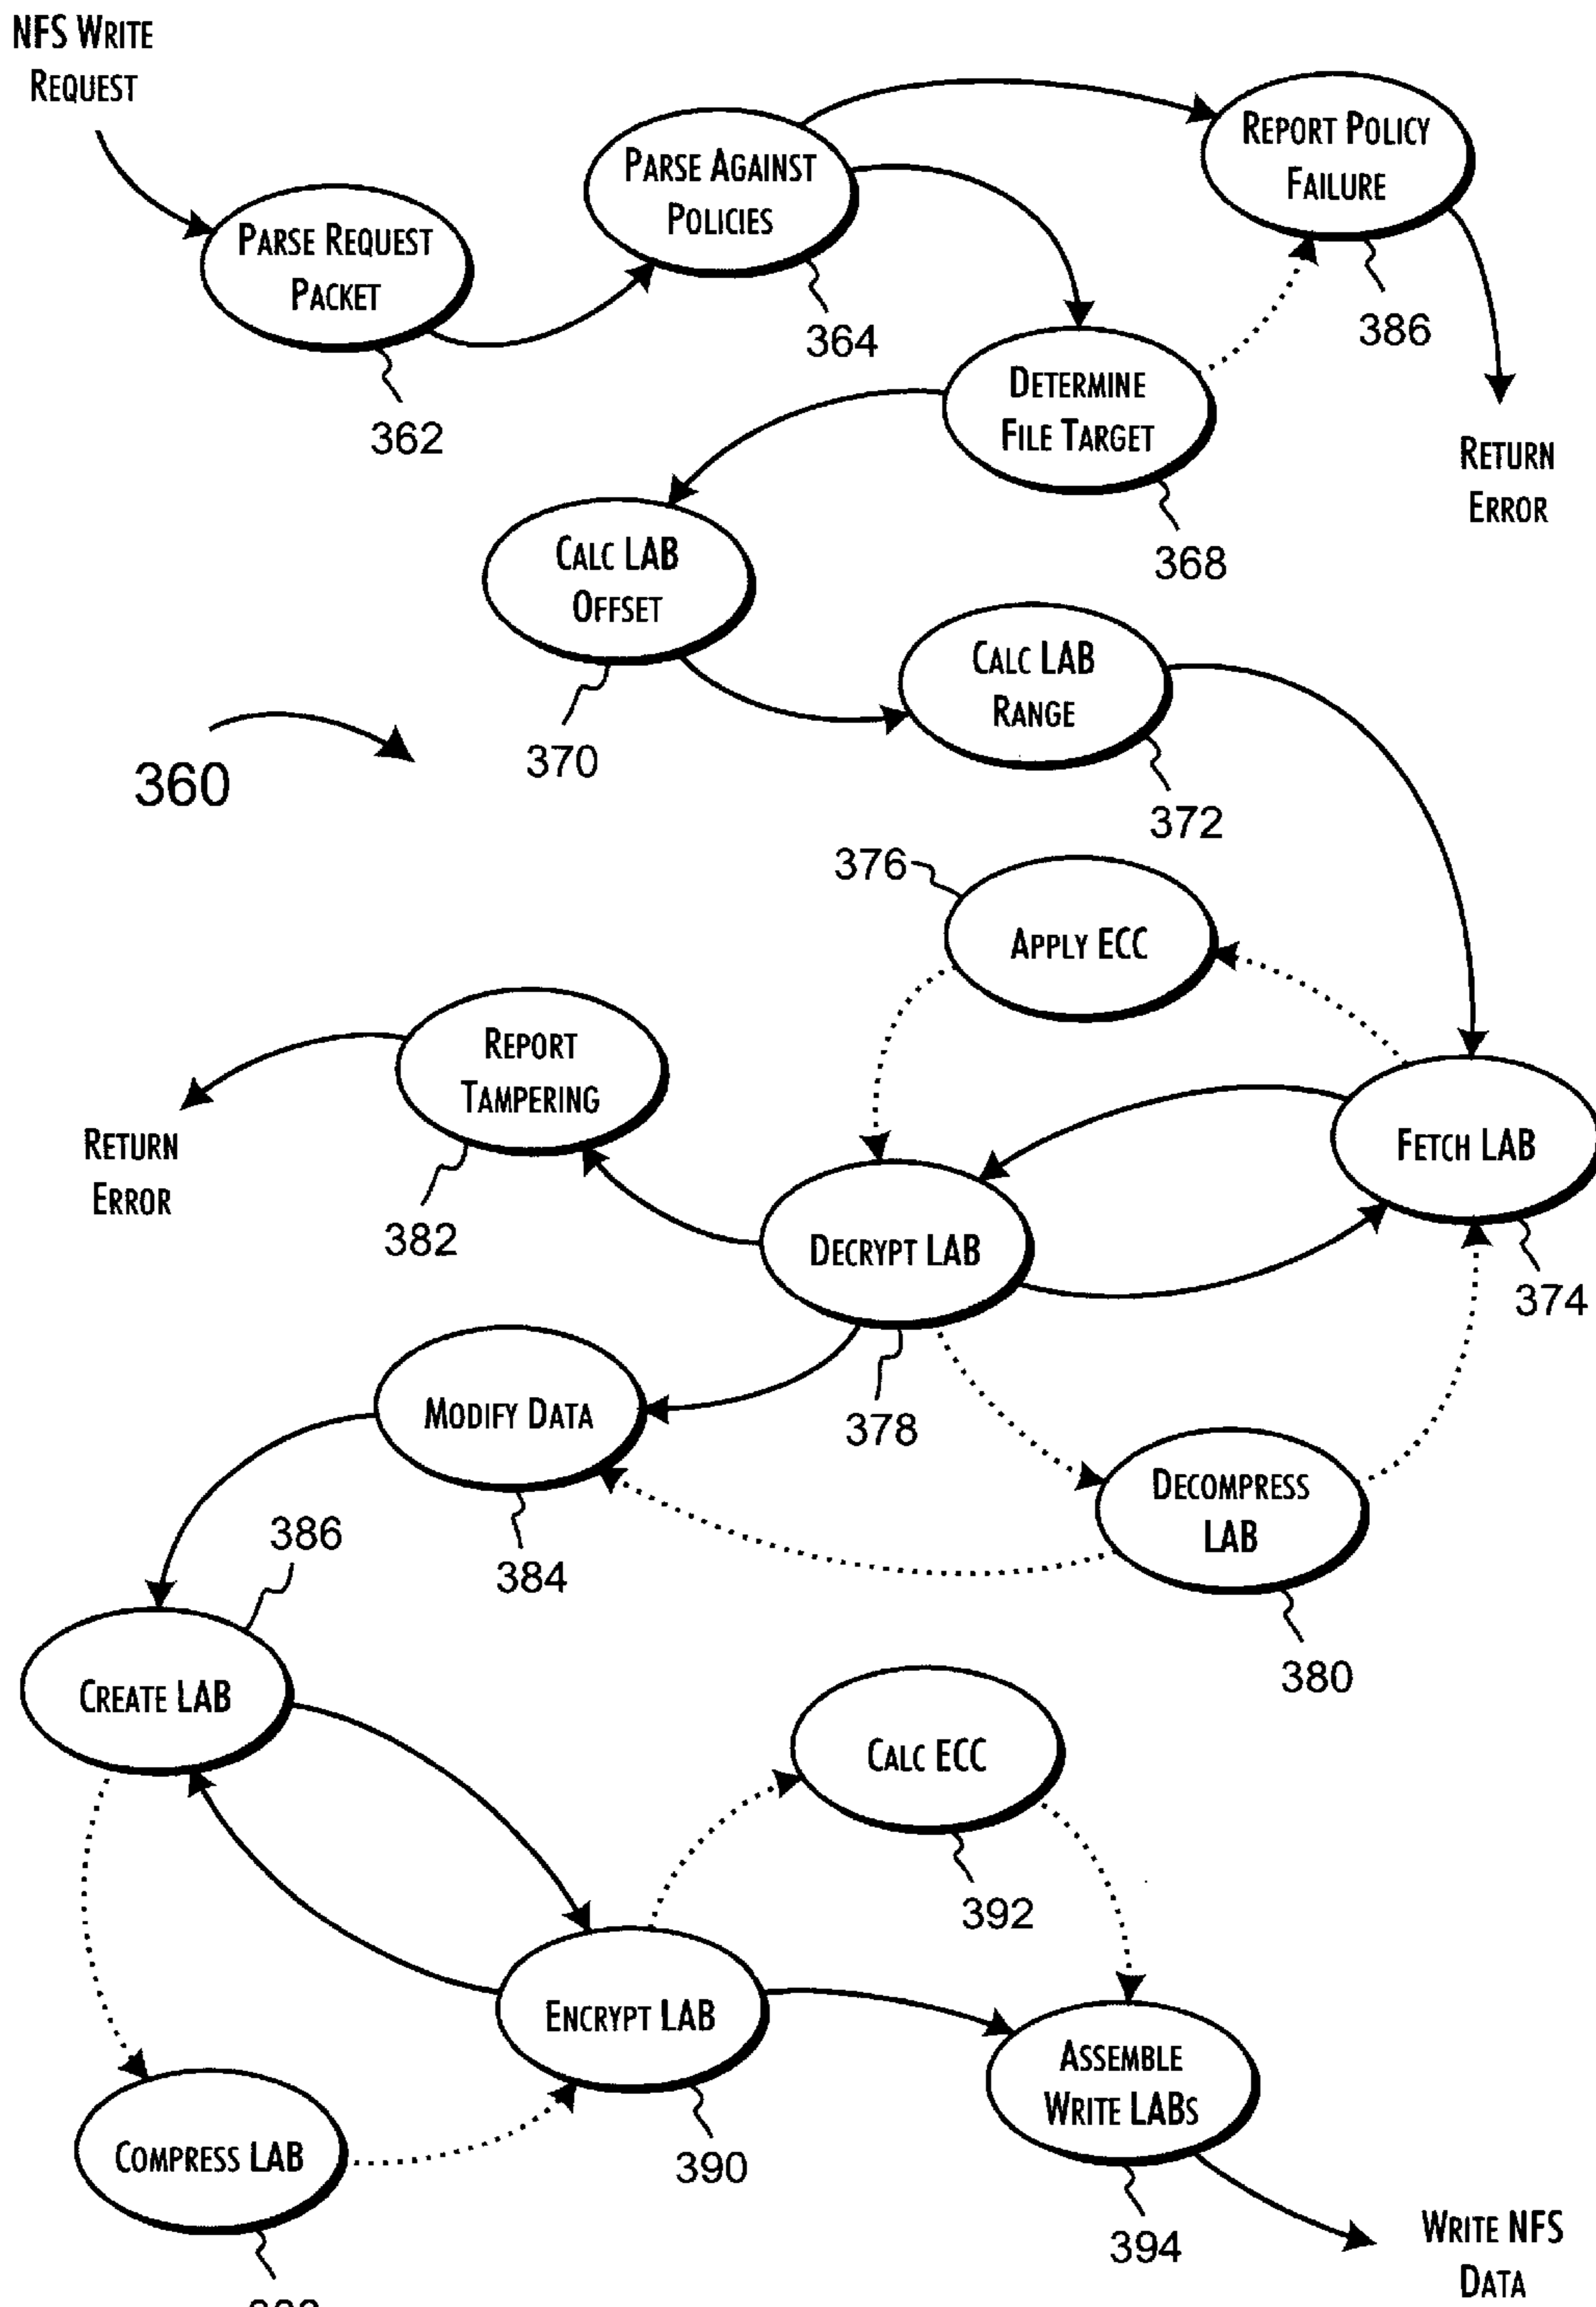 NFS WRITE
REQUEST
PARSE REQUEST
PACKET
362
PARSE AGAINST
POLICIES
364
REPORT POLICY
FAILURE
386
RETURN
ERROR
DETERMINE
FILE TARGET
368
CALC LAB
OFFSET
370
CALC LAB
RANGE
372
360
376
APPLY ECC
REPORT
TAMPERING
382
RETURN
ERROR
FETCH LAB
374
DECRYPT LAB
378
MODIFY DATA
384
DECOMPRESS
LAB
380
386
CREATE LAB
CALC ECC
392
ENCRYPT LAB
390
ASSEMBLE
WRITE LABS
394
COMPRESS LAB
WRITE NFS
DATA